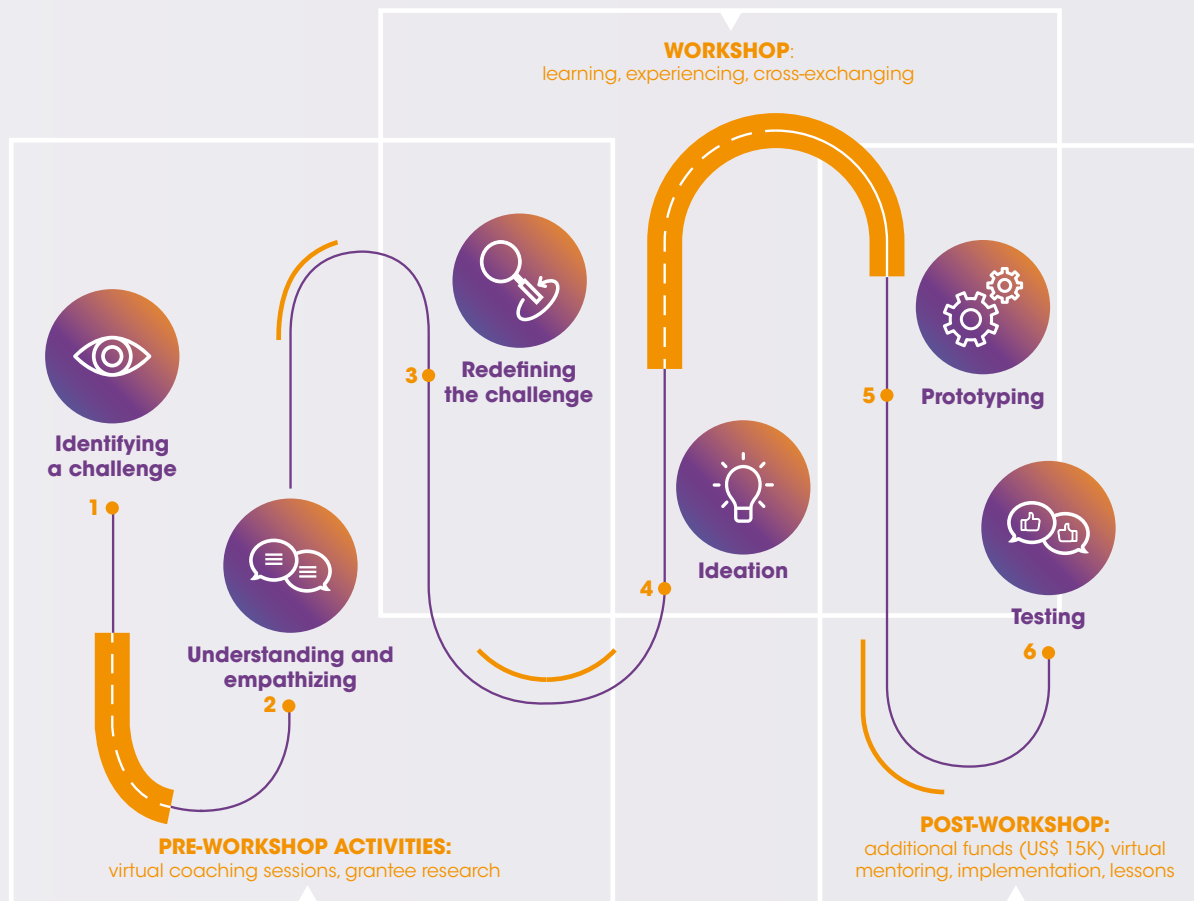 WORKSHOP:
learning, experiencing, cross-exchanging
Identifying
a challenge
1
Understanding and
empathizing
2
3
Redefining
the challenge
4
Ideation
5
Prototyping
Testing
6
PRE-WORKSHOP ACTIVITIES:
virtual coaching sessions, grantee research
POST-WORKSHOP:
additional funds (US$ 15K) virtual
mentoring, implementation, lessons